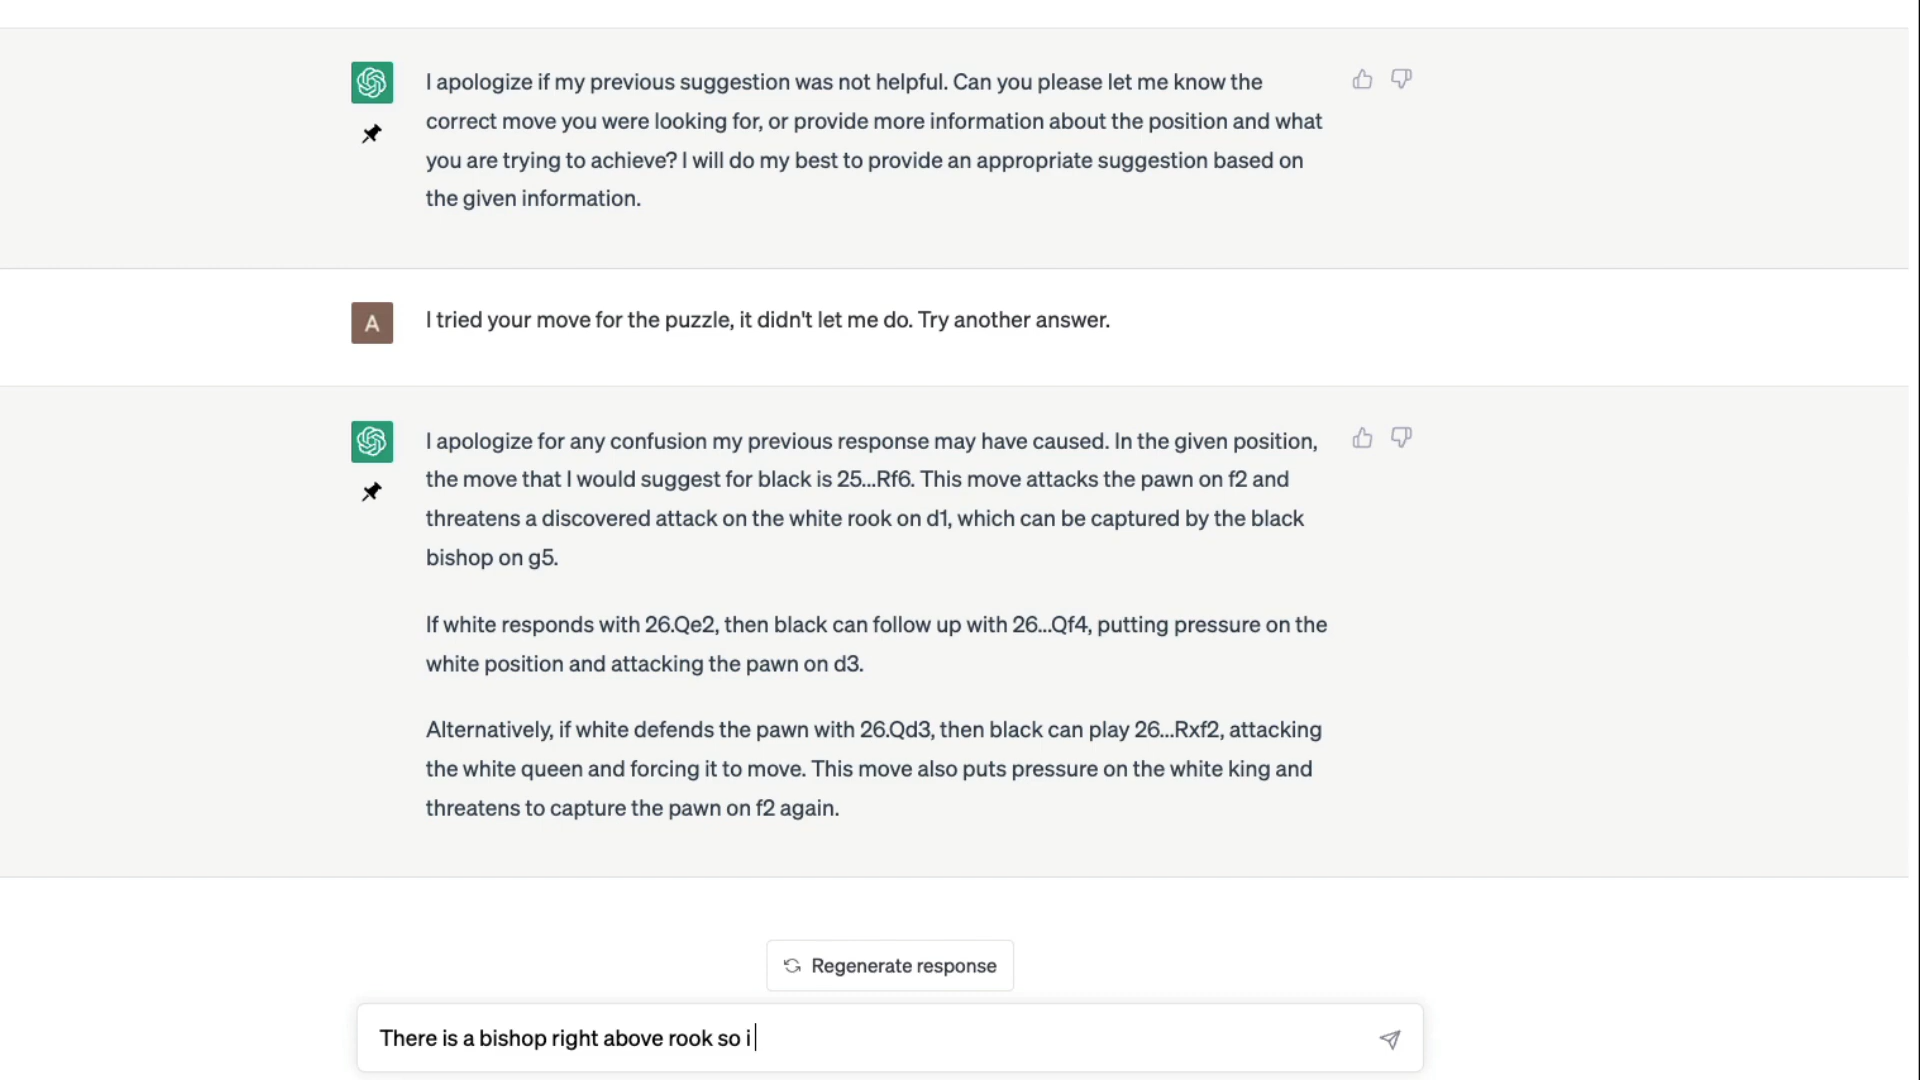 I apologize if my previous suggestion was not helpful. Can you please let me know the
correct move you were looking for, or provide more information about the position and what
you are trying to achieve? I will do my best to provide an appropriate suggestion based on
the given information.
A
I tried your move for the puzzle, it didn't let me do. Try another answer.
I apologize for any confusion my previous response may have caused. In the given position,
the move that I would suggest for black is 25...Rf6. This move attacks the pawn on f2 and
threatens a discovered attack on the white rook on d1, which can be captured by the black
bishop on g5.
If white responds with 26.Qe2, then black can follow up with 26...Qf4, putting pressure on the
white position and attacking the pawn on d3.
Alternatively, if white defends the pawn with 26.Qd3, then black can play 26...Rxf2, attacking
the white queen and forcing it to move. This move also puts pressure on the white king and
threatens to capture the pawn on f2 again.
Regenerate response
There is a bishop right above rook so i